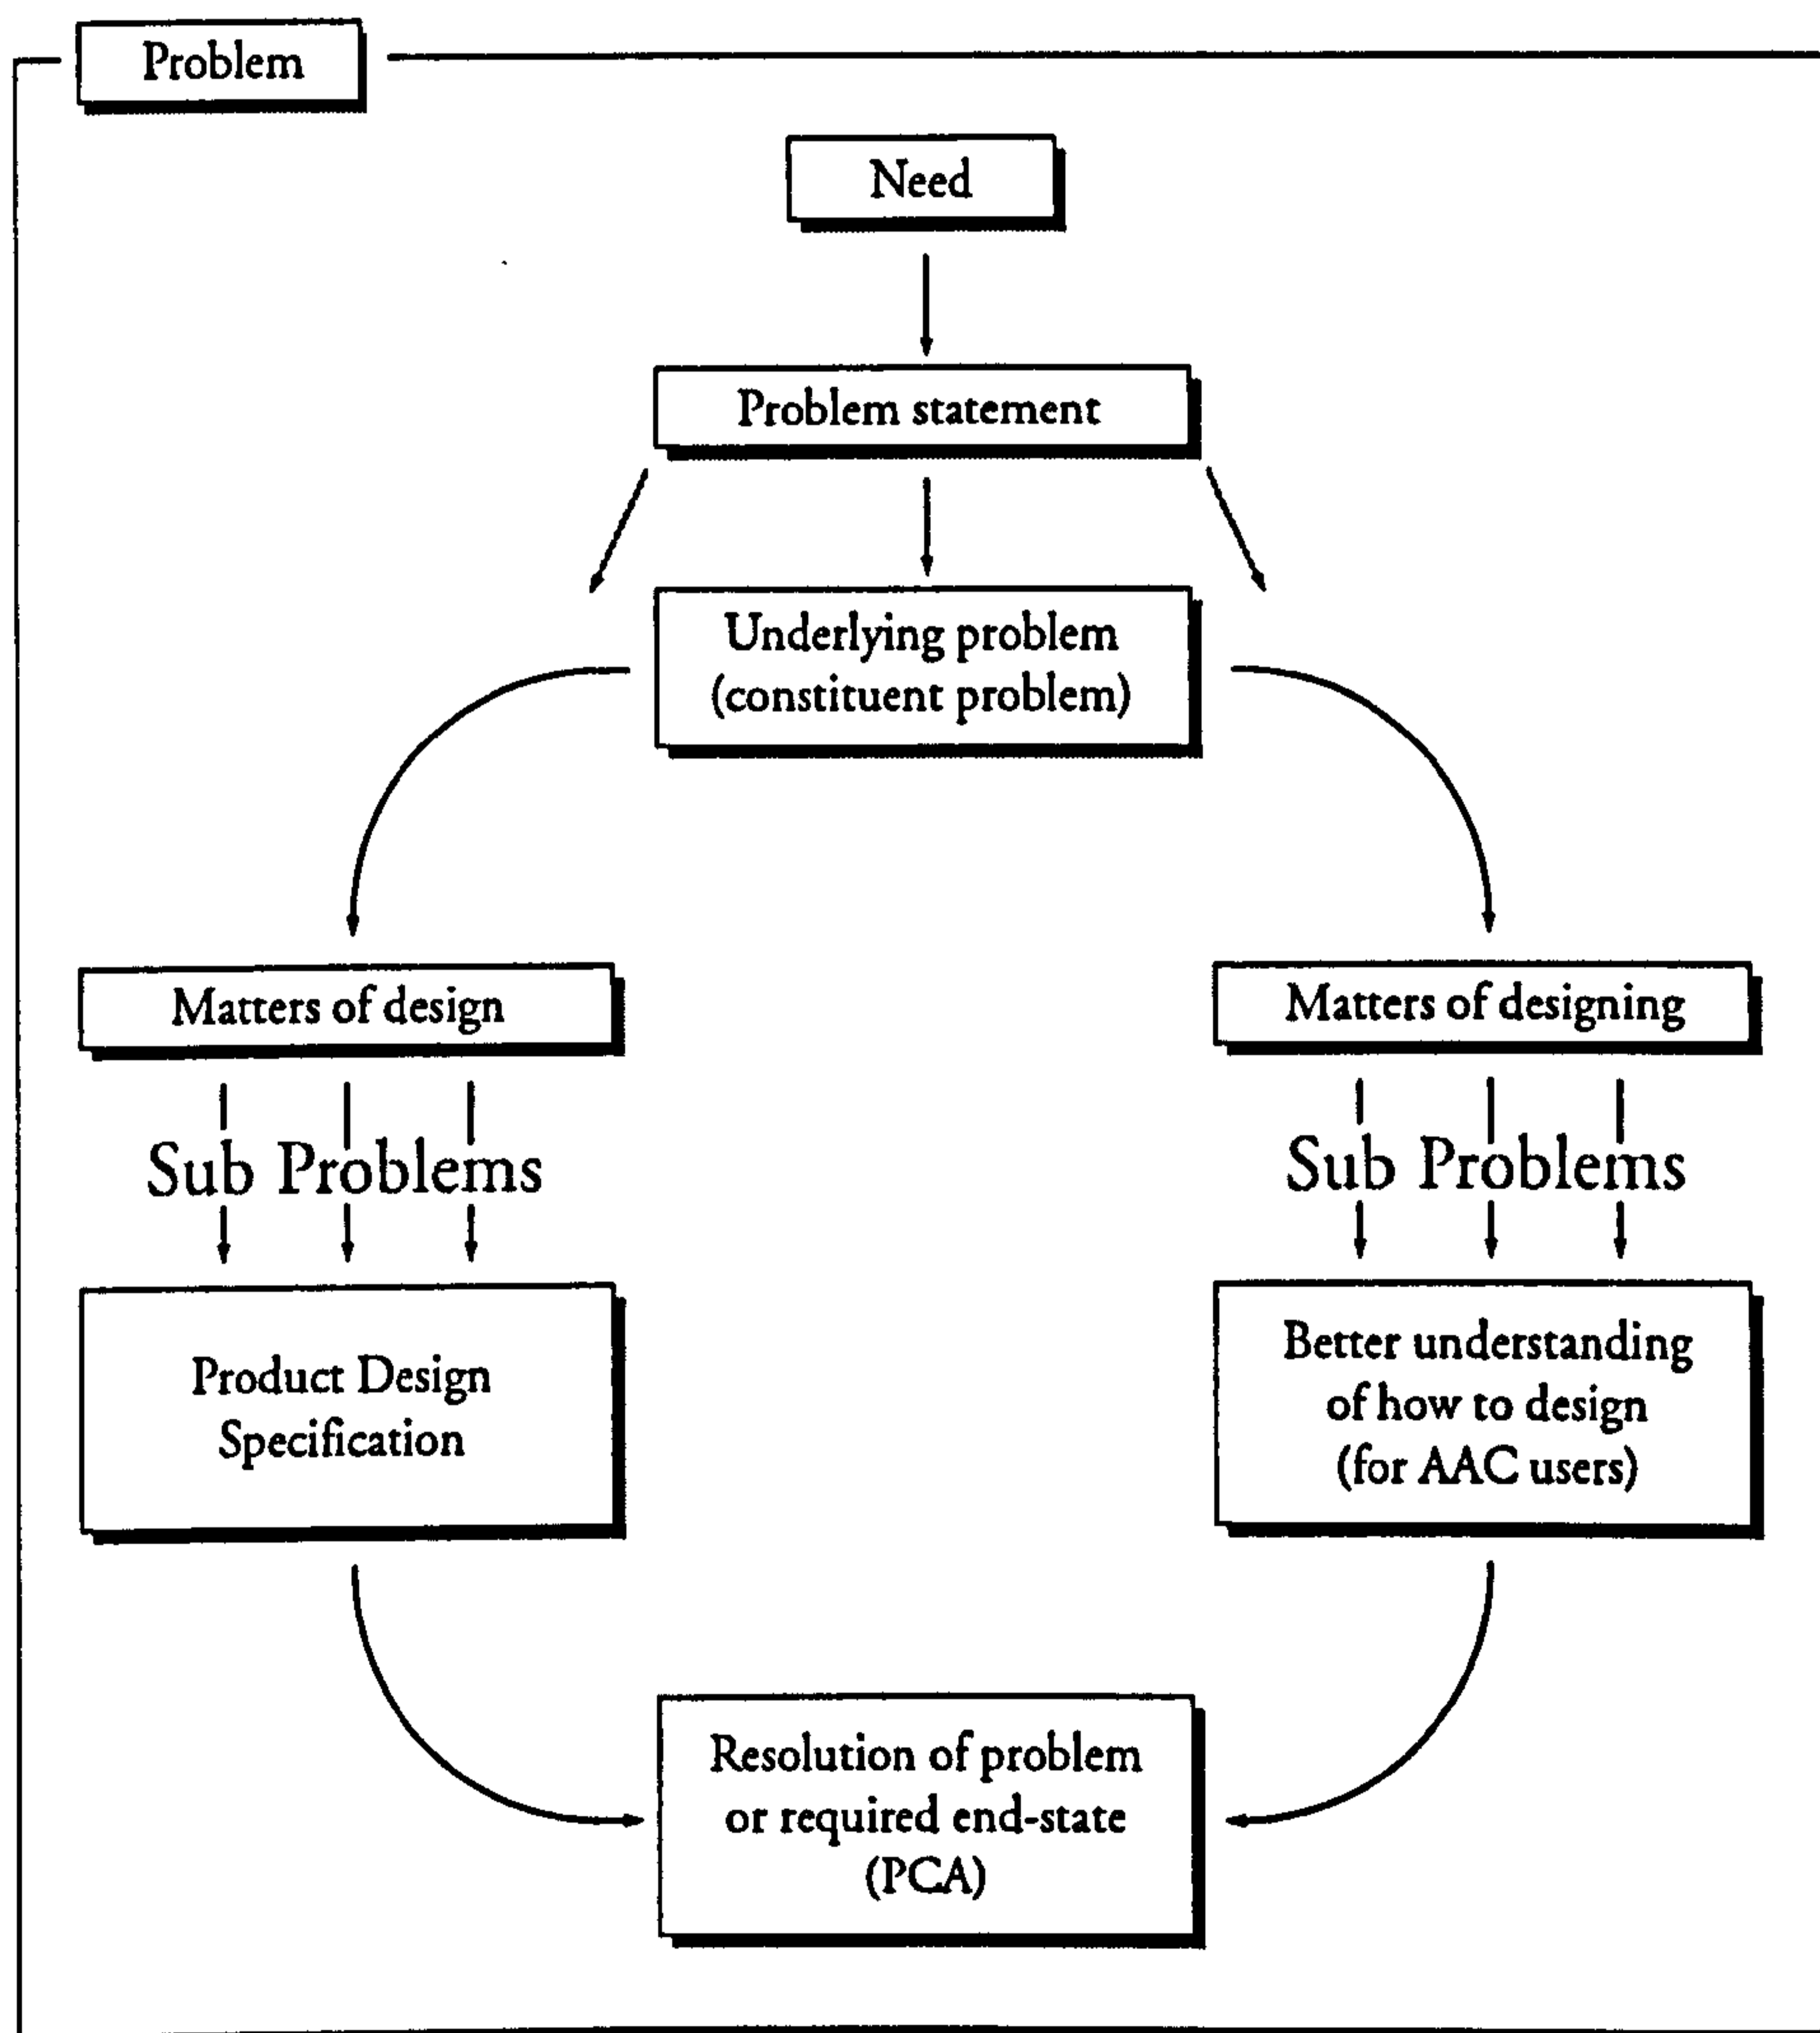 Problem
Need
Problem statement
Underlying problem
(constituent problem)
Matters of design
Matters of designing
Sub Problems
Sub Problems
Product Design
Specification
Better understanding
of how to design
(for AAC users)
Resolution of problem
or required end-state
(PCA)